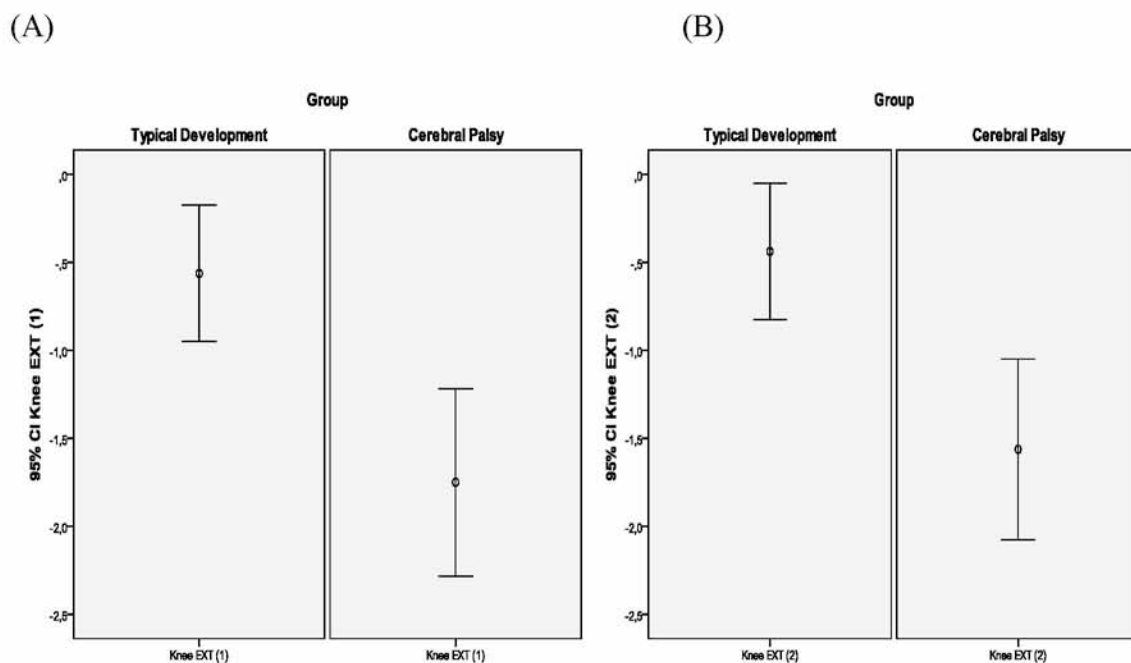 (A)
Group
Typical Development
Cerebral Palsy
95% CI Knee EXT (1)
,0
-,5
-1,0
-1,5
-2,0
-2,5
Knee EXT (1)
Knee EXT (1)
(B)
Group
Typical Development
Cerebral Palsy
95% CI Knee EXT (2)
,0
-,5
-1,0
-1,5
-2,0
-2,5
Knee EXT (2)
Knee EXT (2)